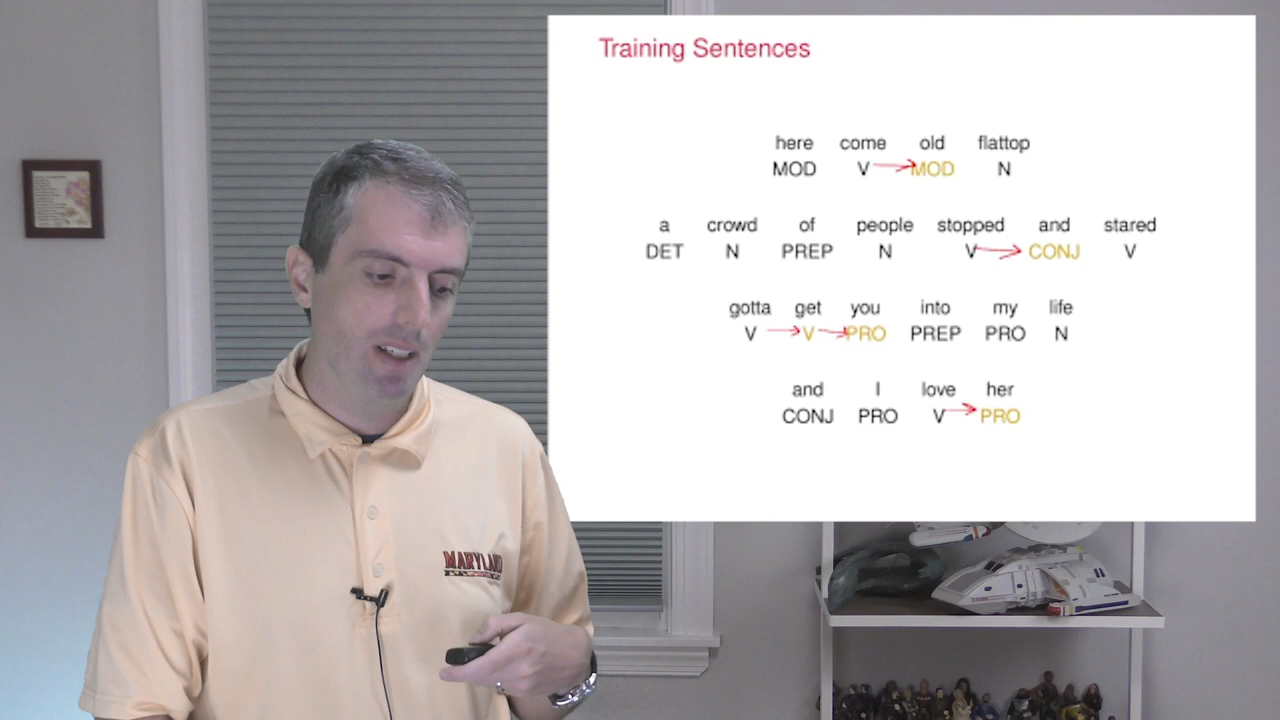 Training Sentences
here come old flattop
MOD V MOD N
a crowd of people stopped and stared
DET N PREP N V CONJ V
gotta get you into my life
V V PRO PREP PRO N
and I love her
CONJ PRO V PRO
MARYLAND